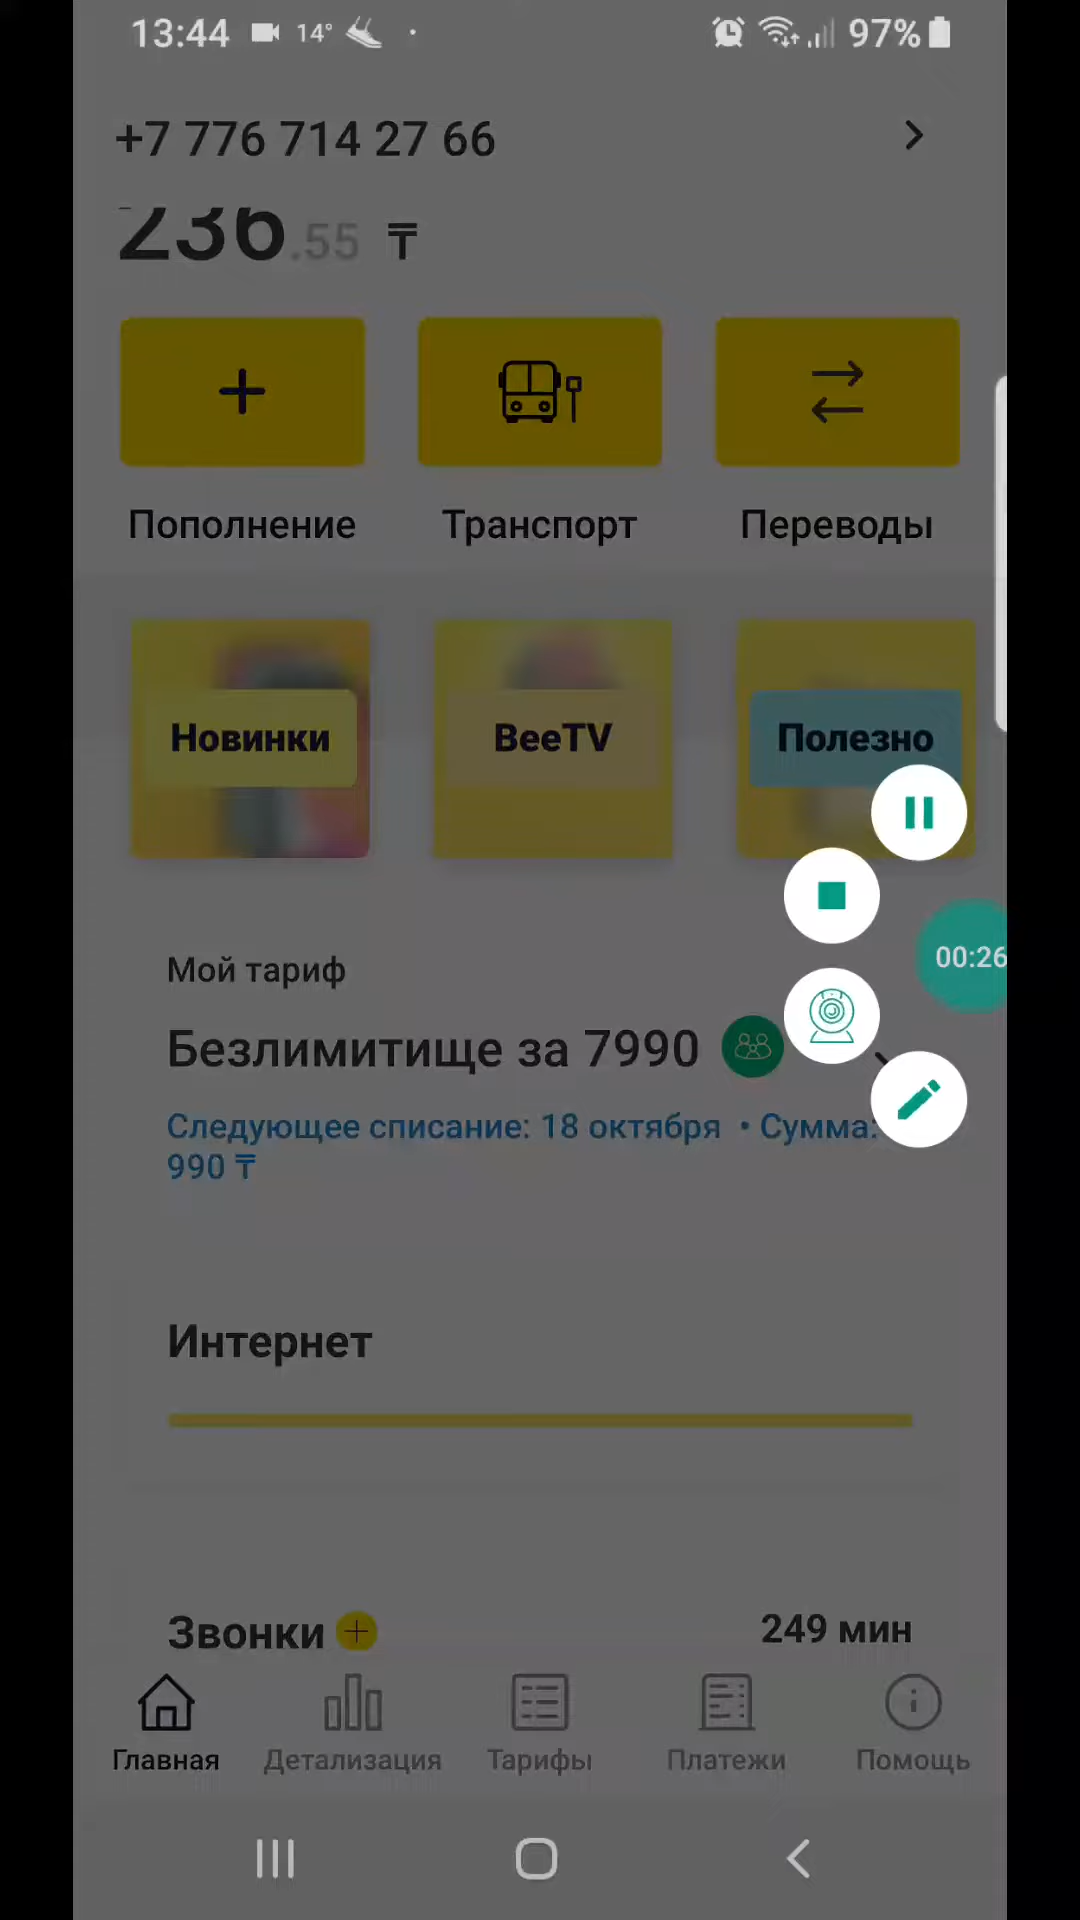 13:44 14° 97%
+7 776 714 27 66
236.55 ₸
Пополнение Транспорт Переводы
Новинки BeeTV Полезно
00:26
Мой тариф
Безлимитище за 7990
Следующее списание: 18 октября • Сумма:
990 ₸
Интернет
Звонки 249 мин
Главная Детализация Тарифы Платежи Помощь